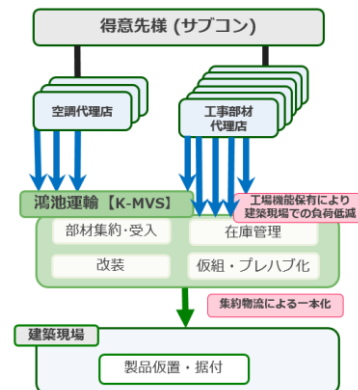 得意先様 (サブコン)
空調代理店
工事部材
代理店
鴻池運輸【K-MVS】
工場機能保有により
建築現場での負荷低減
部材集約･受入
在庫管理
改装
仮組・プレハブ化
集約物流による一本化
建築現場
製品仮置・据付